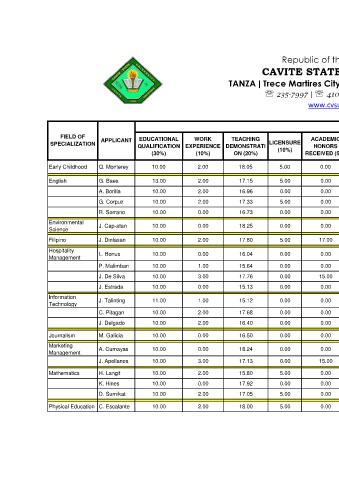 Republic of th
CAVITE STATE
TANZA | Trece Martires City
☏ 235-7997 | ☏ 410
www.cvsu
FIELD OF SPECIALIZATION APPLICANT EDUCATIONAL QUALIFICATION (30%) WORK EXPERIENCE (10%) TEACHING DEMONSTRATI ON (20%) LICENSURE (10%) ACADEMIC HONORS RECEIVED (5
Early Childhood 10.00 2.00 18.05 5.00 0.00
English G. Baes 13.00 2.00 17.15 5.00 0.00
A. Borilla 10.00 2.00 16.96 0.00 0.00
G. Corpuz 10.00 2.00 17.33 5.00 0.00
R. Serrano 10.00 0.00 16.73 0.00 0.00
Environmental Science J. Cap-atan 10.00 0.00 18.25 0.00 0.00
Filipino J. Dinlasan 10.00 2.00 17.80 5.00 17.00
Hospitality Management L. Bonus 10.00 0.00 16.04 0.00 0.00
P. Malimban 10.00 1.00 15.64 0.00 0.00
J. De Silva 10.00 3.00 17.76 0.00 15.00
J. Estrada 10.00 0.00 15.13 0.00 0.00
Information Technology J. Talinting 11.00 1.00 15.12 0.00 0.00
C. Pitagan 10.00 2.00 17.68 0.00 0.00
J. Delgado 10.00 2.00 16.40 0.00 0.00
Journalism M. Galicia 10.00 0.00 16.50 0.00 0.00
Marketing Management A. Cumayas 10.00 0.00 18.24 0.00 0.00
J. Apollanes 10.00 3.00 17.13 0.00 15.00
Mathematics H. Langit 10.00 2.00 15.80 5.00 0.00
K. Hines 10.00 0.00 17.92 0.00 0.00
D. Sumikat 10.00 2.00 17.05 5.00 0.00
Physical Education C. Escalante 10.00 2.00 18.00 5.00 0.00